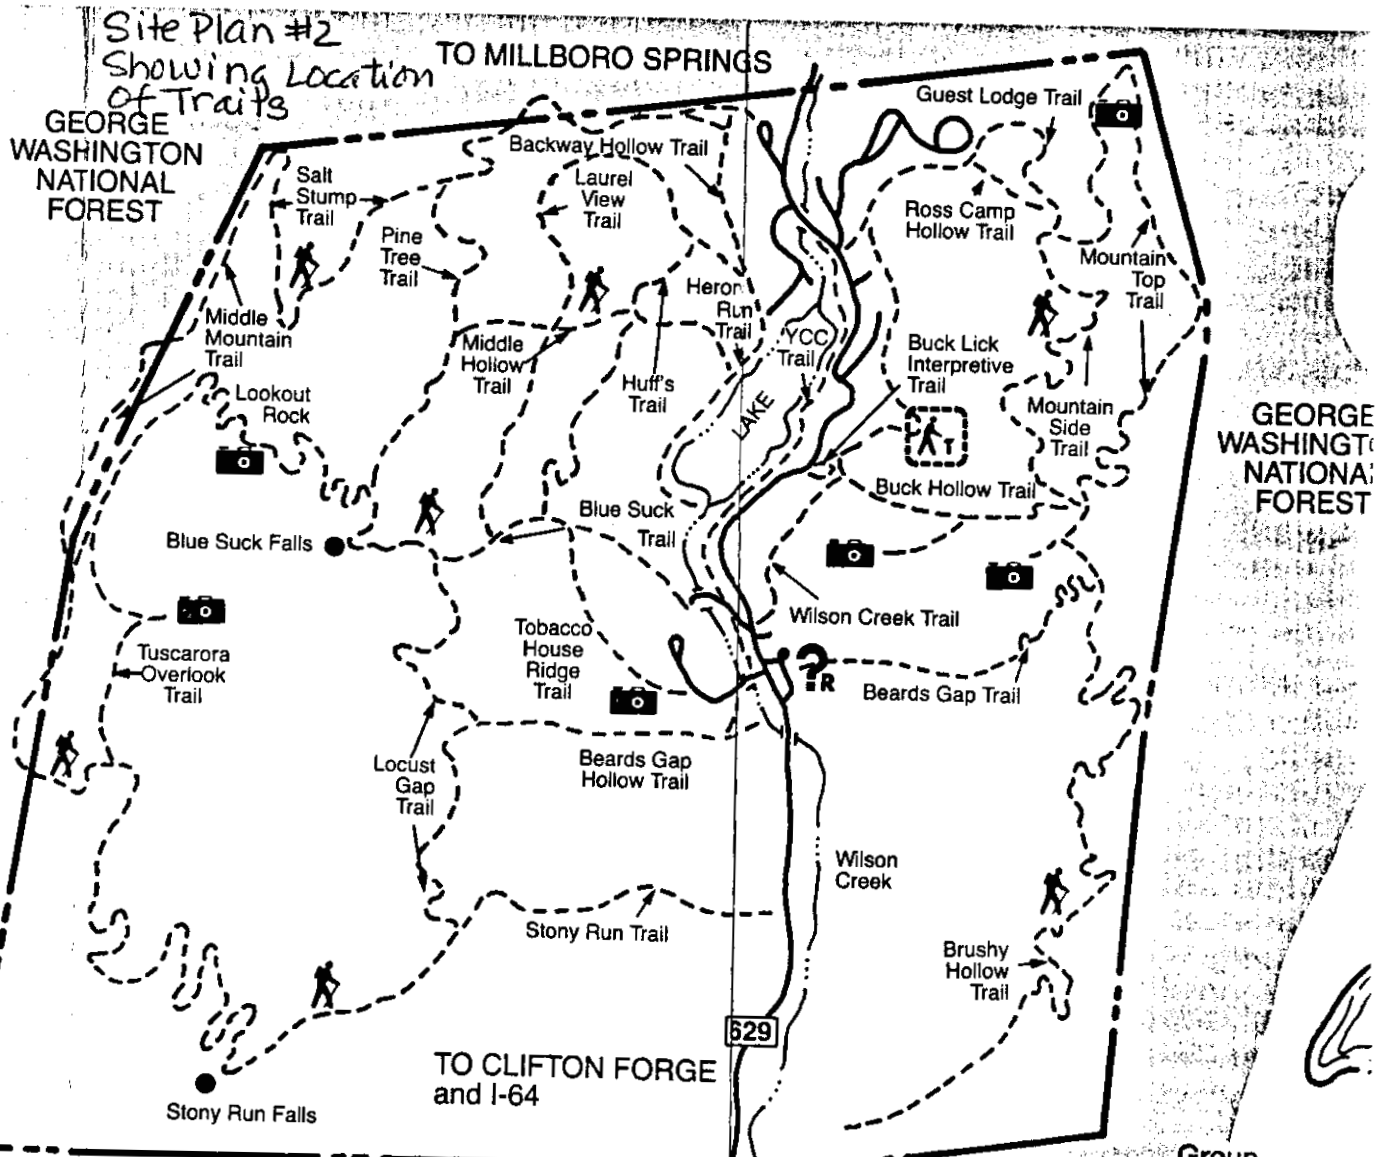 Site Plan #2
Showing Location
Of Trails
TO MILLBORO SPRINGS
GEORGE
WASHINGTON
NATIONAL
FOREST
Guest Lodge Trail
Backway Hollow Trail
Salt
Stump
Trail
Laurel
View
Trail
Pine
Tree
Trail
Ross Camp
Hollow Trail
Mountain
Top
Trail
Heron
Run
Trail
Middle
Mountain
Trail
Middle
Hollow
Trail
YCC
Trail
Buck Lick
Interpretive
Trail
Huff's
Trail
Lookout
Rock
LAKE
Mountain
Side
Trail
GEORGE
WASHINGT
NATIONA
FOREST
T
Buck Hollow Trail
Blue Suck
Trail
Blue Suck Falls
Wilson Creek Trail
Tobacco
House
Ridge
Trail
Tuscarora
Overlook
Trail
R
Beards Gap Trail
Locust
Gap
Trail
Beards Gap
Hollow Trail
Wilson
Creek
Stony Run Trail
Brushy
Hollow
Trail
629
TO CLIFTON FORGE
and I-64
Stony Run Falls